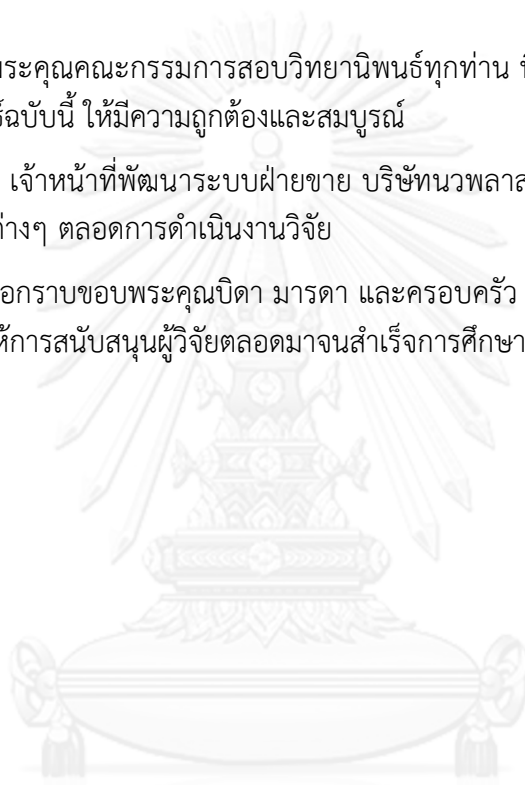 พระคุณคณะกรรมการสอบวิทยานิพนธ์ทุกท่าน
ฉบับนี้ ให้มีความถูกต้องและสมบูรณ์
เจ้าหน้าที่พัฒนาระบบฝ่ายขาย บริษัทนวพลาส
ต่างๆ ตลอดการดำเนินงานวิจัย
อกราบขอบพระคุณบิดา มารดา และครอบครัว
ห้การสนับสนุนผู้วิจัยตลอดมาจนสำเร็จการศึกษา